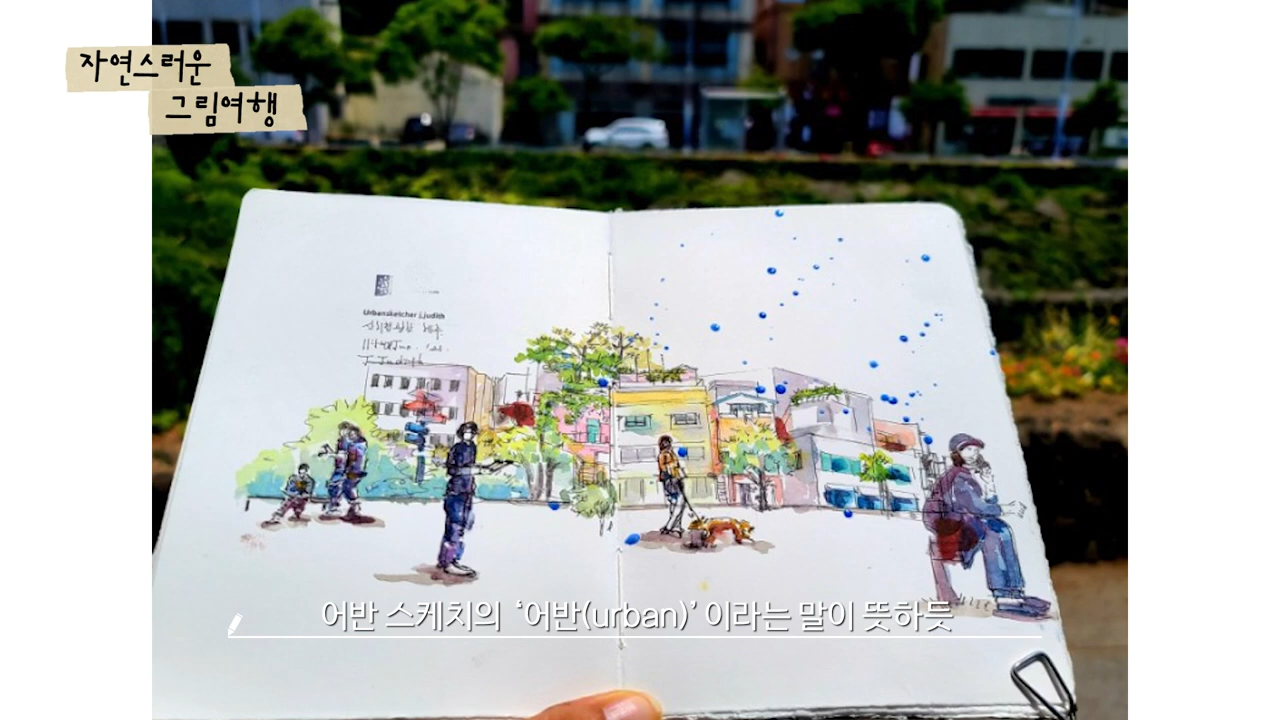 자연스러운
그림여행
Urbansketcher j.judith
어반 스케치의 ‘어반(urban)’ 이라는 말이 뜻하듯